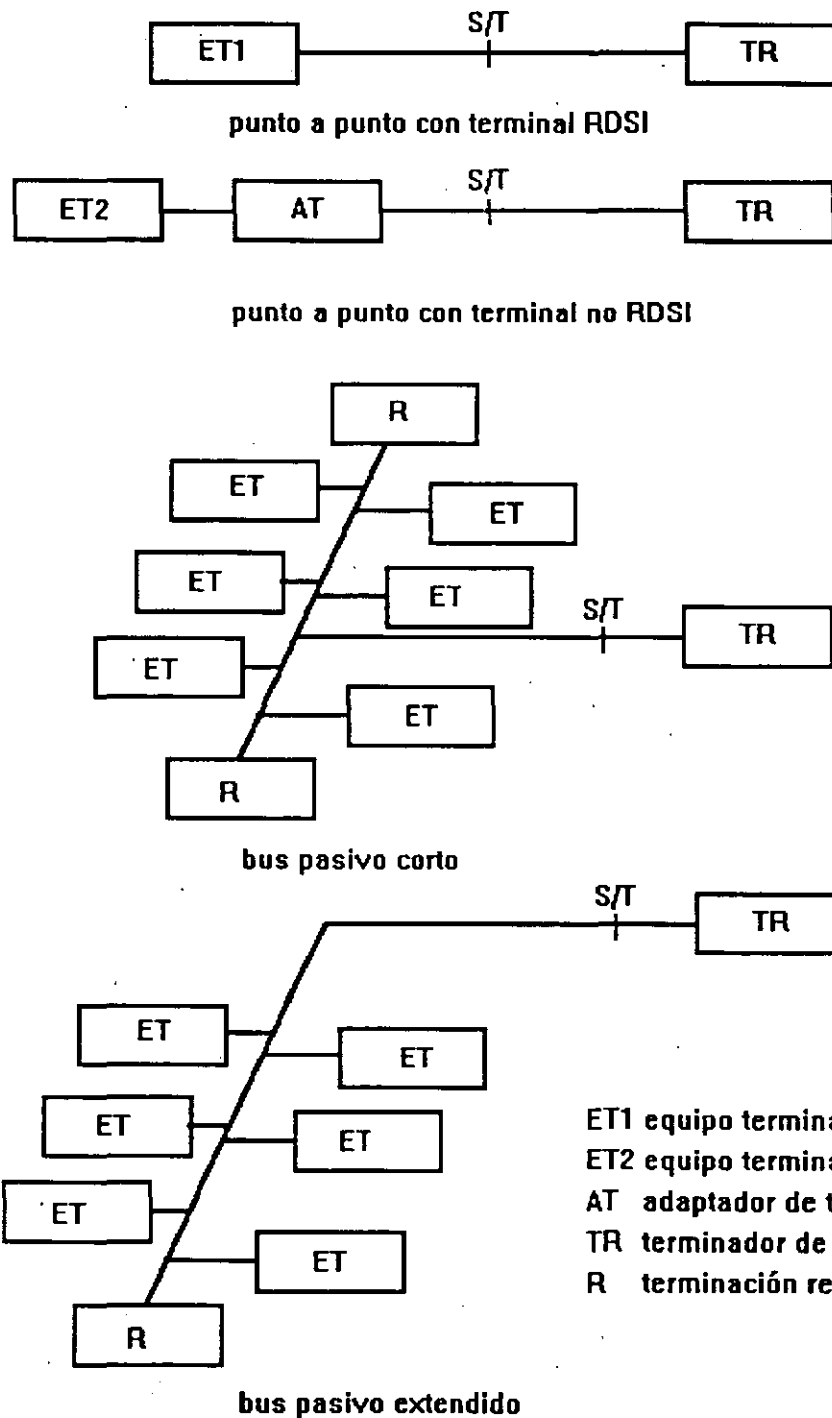 S/T
ET1 TR
punto a punto con terminal RDSI
S/T
ET2 AT TR
punto a punto con terminal no RDSI
R
ET
ET
ET
ET
S/T
TR
ET
ET
R
bus pasivo corto
S/T
TR
ET
ET
ET
ET
ET
ET
R
ET1 equipo termina
ET2 equipo termina
AT adaptador de t
TR terminador de
R terminación re
bus pasivo extendido